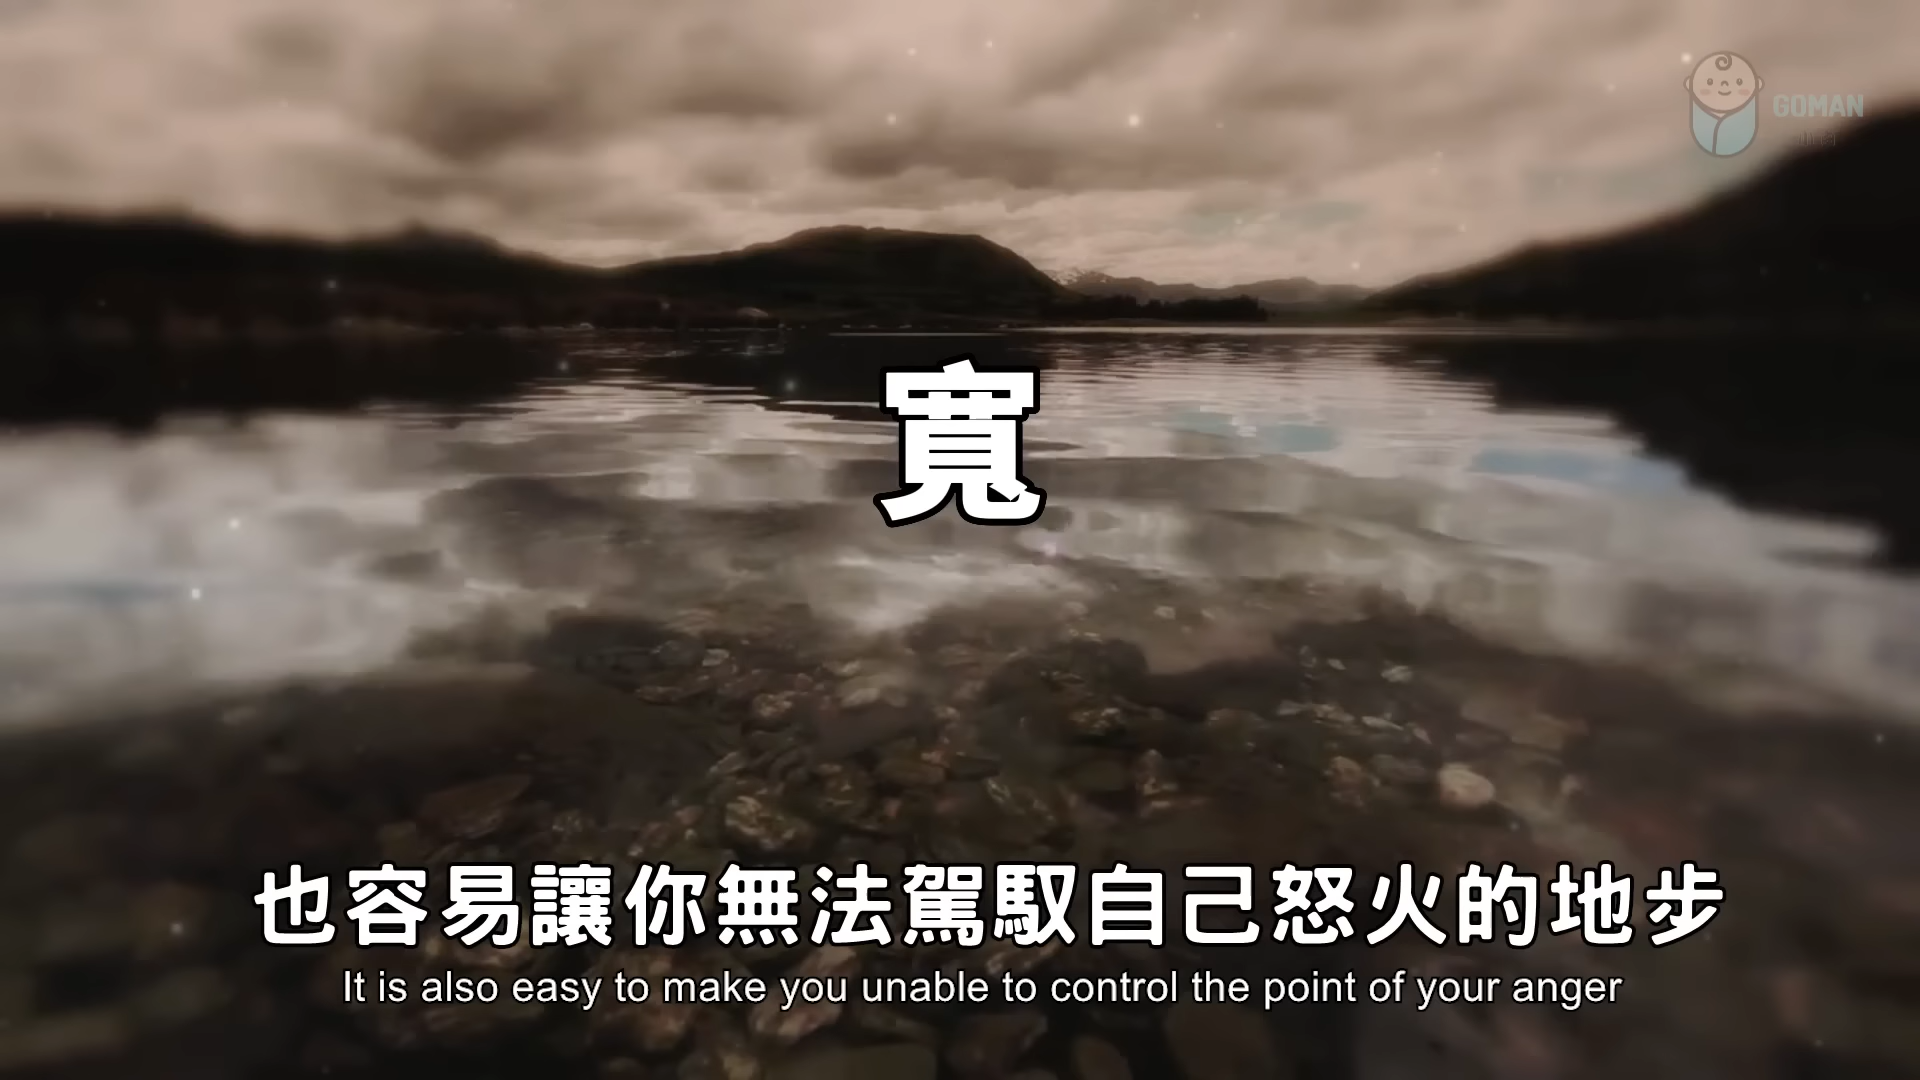 GOMAN
寬
也容易讓你無法駕馭自己怒火的地步
It is also easy to make you unable to control the point of your anger